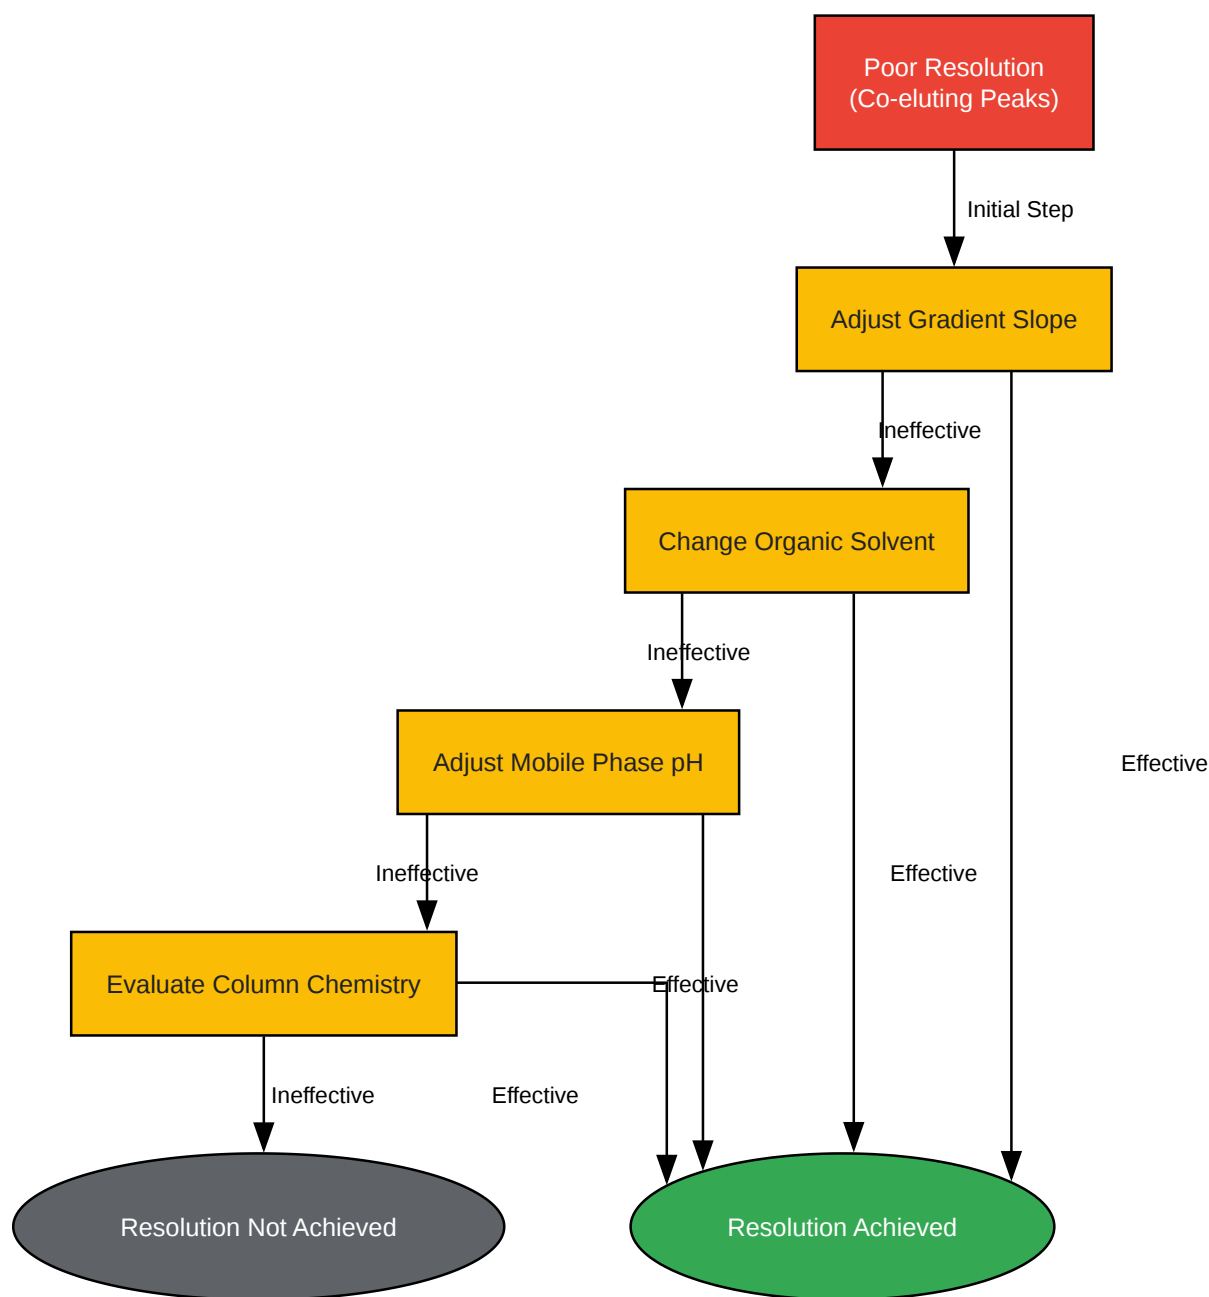 Poor Resolution
(Co-eluting Peaks)
Initial Step
Adjust Gradient Slope
Ineffective
Change Organic Solvent
Ineffective
Adjust Mobile Phase pH
Effective
Ineffective
Effective
Evaluate Column Chemistry
Effective
Ineffective
Effective
Resolution Not Achieved
Resolution Achieved